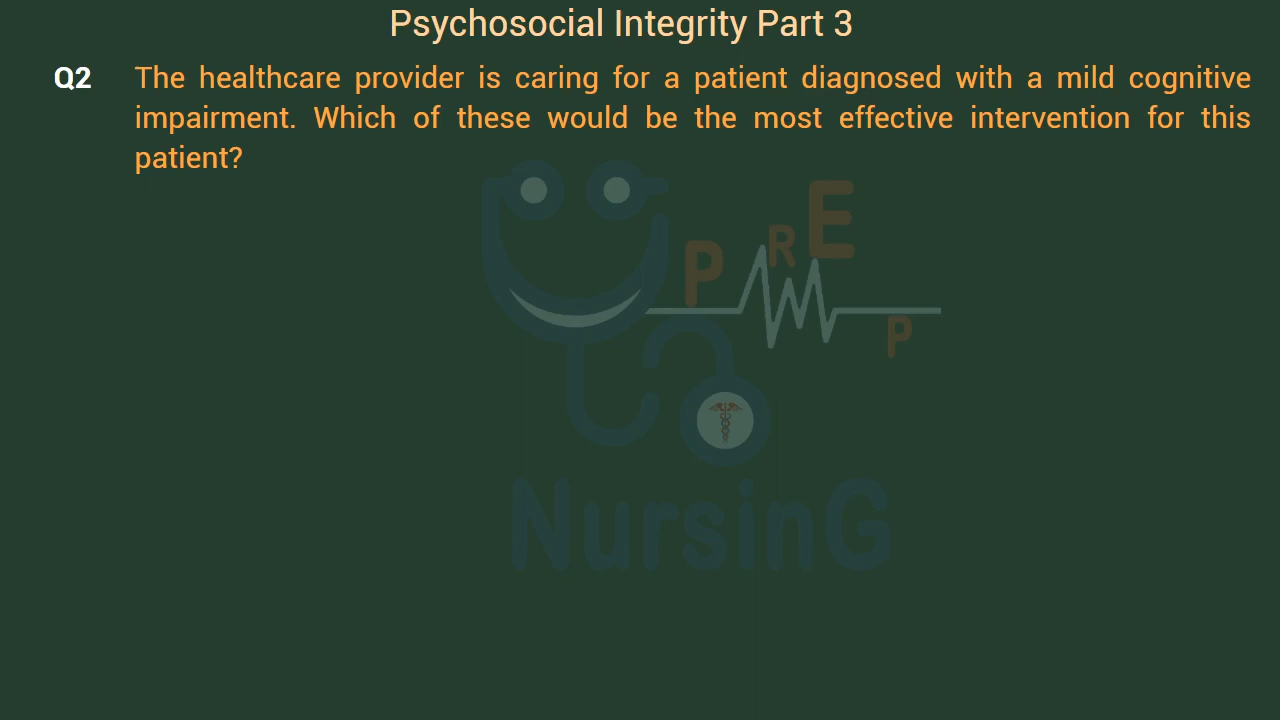 Psychosocial Integrity Part 3
Q2 The healthcare provider is caring for a patient diagnosed with a mild cognitive
impairment. Which of these would be the most effective intervention for this
patient?
PREP
NursinG